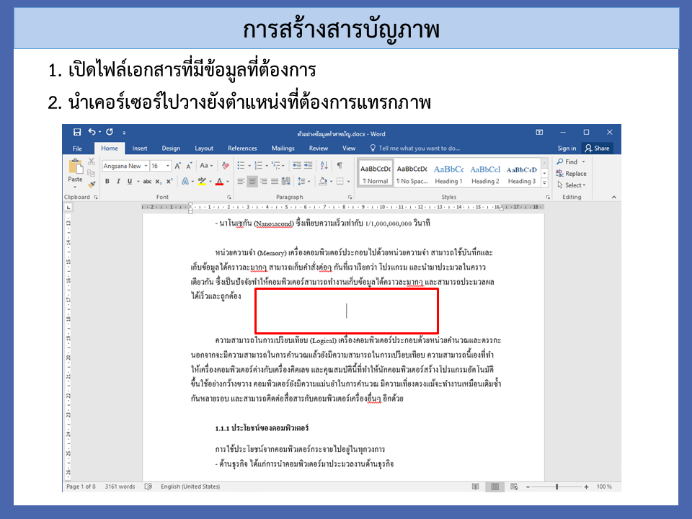 การสร้างสารบัญภาพ
1. เปิดไฟล์เอกสารที่มีข้อมูลที่ต้องการ
2. นำเคอร์เซอร์ไปวางยังตำแหน่งที่ต้องการแทรกภาพ
ตัวอย่างข้อมูลทำสารบัญ.docx - Word
File Home Insert Design Layout References Mailings Review View Tell me what you want to do... Sign in Share
Paste
Angsana New 16 A A Aa
B I U abc x₂ x² A A
AaBbCcDc AaBbCcDc AaBbCc AaBbCcI AaBbCcD
¶ Normal ¶ No Spac... Heading 1 Heading 2 Heading 3
Find
Replace
Select
Clipboard Font Paragraph Styles Editing
- นาโนเซกัน (Nanosecond) ซึ่งเทียบความเร็วเท่ากับ 1/1,000,000,000 วินาที
หน่วยความจำ (Memory) เครื่องคอมพิวเตอร์ประกอบไปด้วยหน่วยความจำ สามารถใช้บันทึกและ
เก็บข้อมูลได้คราวละมากๆ สามารถเก็บคำสั่งต่อๆ กันที่เราเรียกว่า โปรแกรม และนำมาประมวลในคราว
เดียวกัน ซึ่งเป็นปัจจัยทำให้คอมพิวเตอร์สามารถทำงานเก็บข้อมูลได้คราวละมากๆ และสามารถประมวลผล
ได้เร็วและถูกต้อง
ความสามารถในการเปรียบเทียบ (Logical) เครื่องคอมพิวเตอร์ประกอบด้วยหน่วยคำนวณและตรรกะ
นอกจากจะมีความสามารถในการคำนวณแล้วยังมีความสามารถในการเปรียบเทียบ ความสามารถนี้เองที่ทำ
ให้เครื่องคอมพิวเตอร์ต่างกับเครื่องคิดเลข และคุณสมบัตินี้ที่ทำให้นักคอมพิวเตอร์สร้างโปรแกรมอัตโนมัติ
ขึ้นใช้อย่างกว้างขวาง คอมพิวเตอร์ยังมีความแม่นยำในการคำนวณ มีความเที่ยงตรงแม้จะทำงานเหมือนเดิมซ้ำ
กันหลายรอบ และสามารถติดต่อสื่อสารกับคอมพิวเตอร์เครื่องอื่นๆ อีกด้วย
1.1.1 ประโยชน์ของคอมพิวเตอร์
การใช้ประโยชน์จากคอมพิวเตอร์กระจายไปอยู่ในทุกวงการ
- ด้านธุรกิจ ได้แก่การนำคอมพิวเตอร์มาประมวลงานด้านธุรกิจ
Page 1 of 8 3161 words English (United States) 100%